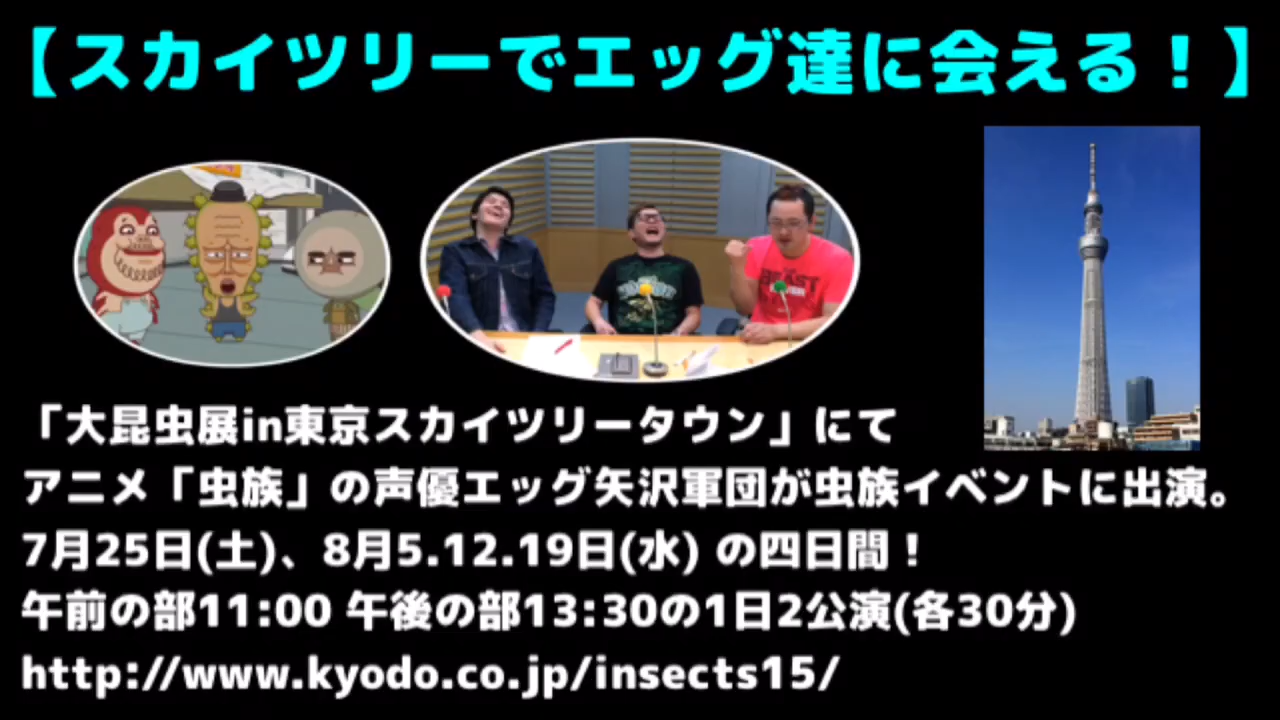 【スカイツリーでエッグ達に会える！】
BEAST
「大昆虫展in東京スカイツリータウン」にて
アニメ「虫族」の声優エッグ矢沢軍団が虫族イベントに出演。
7月25日(土)、8月5.12.19日(水) の四日間！
午前の部11:00 午後の部13:30の1日2公演(各30分)
http://www.kyodo.co.jp/insects15/